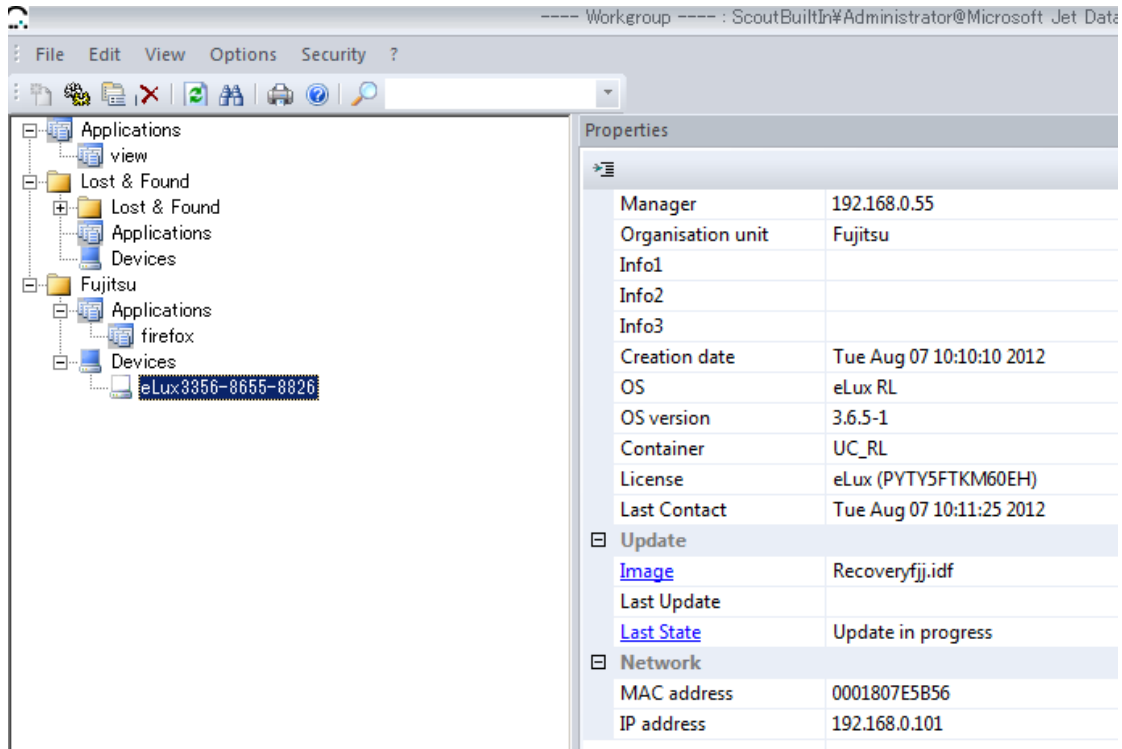 ---- Workgroup ---- : ScoutBuiltIn¥Administrator@Microsoft Jet Data
File Edit View Options Security ?
Applications
view
Lost & Found
Lost & Found
Applications
Devices
Fujitsu
Applications
firefox
Devices
eLux3356-8655-8826
Properties
Manager 192.168.0.55
Organisation unit Fujitsu
Info1
Info2
Info3
Creation date Tue Aug 07 10:10:10 2012
OS eLux RL
OS version 3.6.5-1
Container UC_RL
License eLux (PYTY5FTKM60EH)
Last Contact Tue Aug 07 10:11:25 2012
Update
Image Recoveryfjj.idf
Last Update
Last State Update in progress
Network
MAC address 0001807E5B56
IP address 192.168.0.101